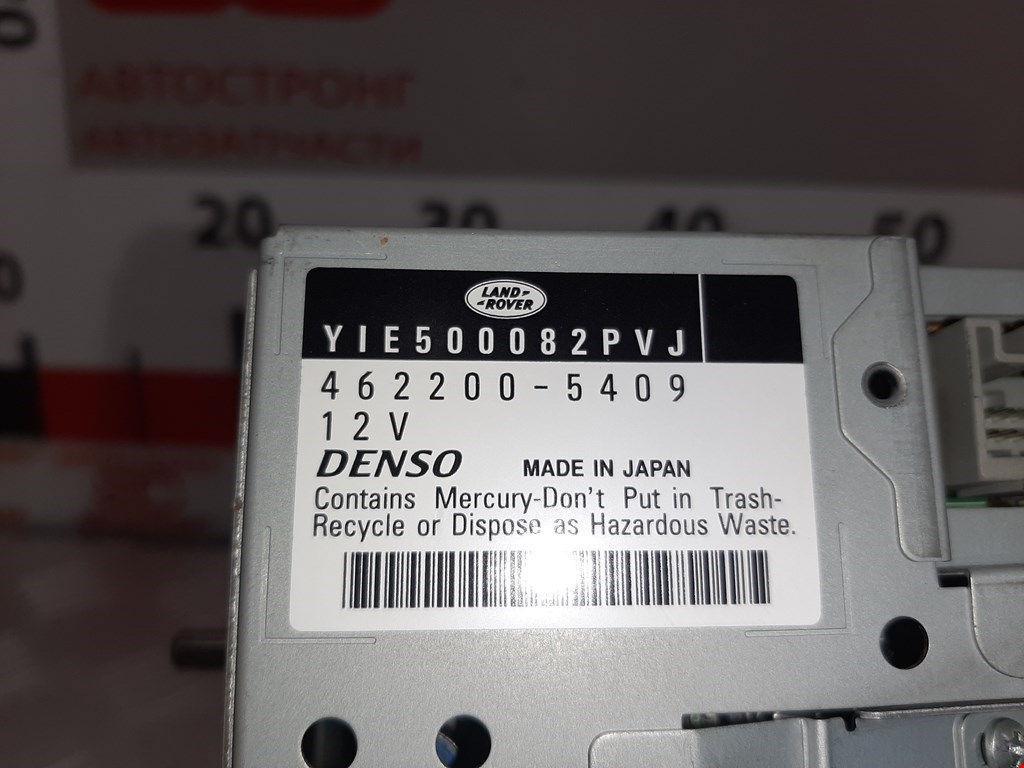 АВТОСТРОНГ
АВТОЗАПЧАСТИ
20 30 40 50
LAND-
-ROVER
YIE500082PVJ
462200-5409
12V
DENSO MADE IN JAPAN
Contains Mercury-Don't Put in Trash-
Recycle or Dispose as Hazardous Waste.